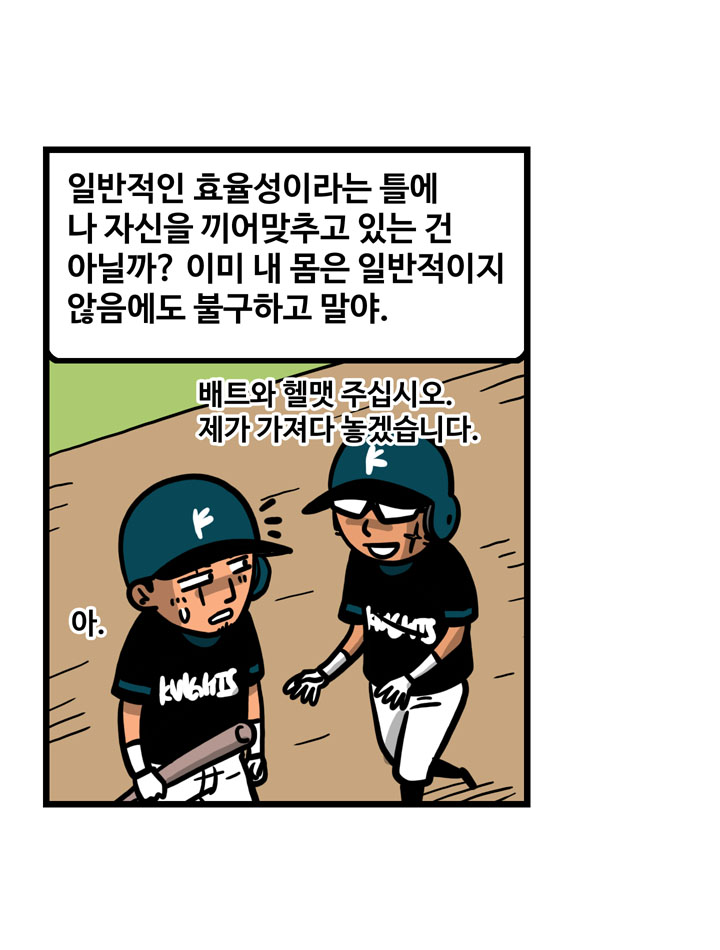 일반적인 효율성이라는 틀에
나 자신을 끼어맞추고 있는 건
아닐까? 이미 내 몸은 일반적이지
않음에도 불구하고 말야.
배트와 헬멧 주십시오.
제가 가져다 놓겠습니다.
K
K
아.
KNIGHTS
KNIGHTS